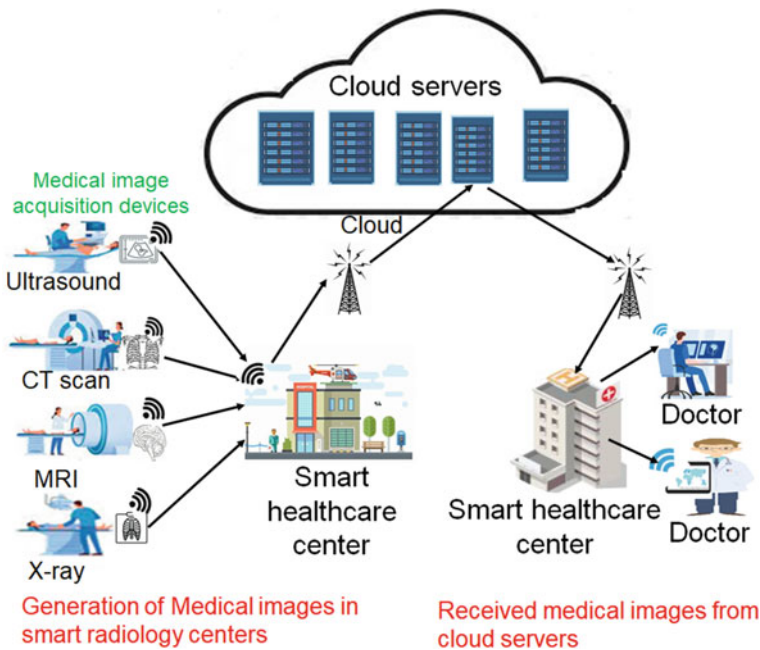 Cloud servers
Cloud
Medical image
acquisition devices
Ultrasound
CT scan
MRI
X-ray
Smart
healthcare
center
H
Smart healthcare
center
Doctor
Doctor
Generation of Medical images in
smart radiology centers
Received medical images from
cloud servers